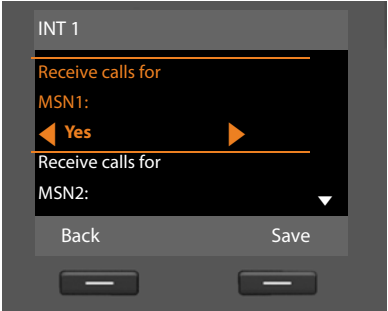 INT 1
Receive calls for
MSN1:
Yes
Receive calls for
MSN2:
Back Save